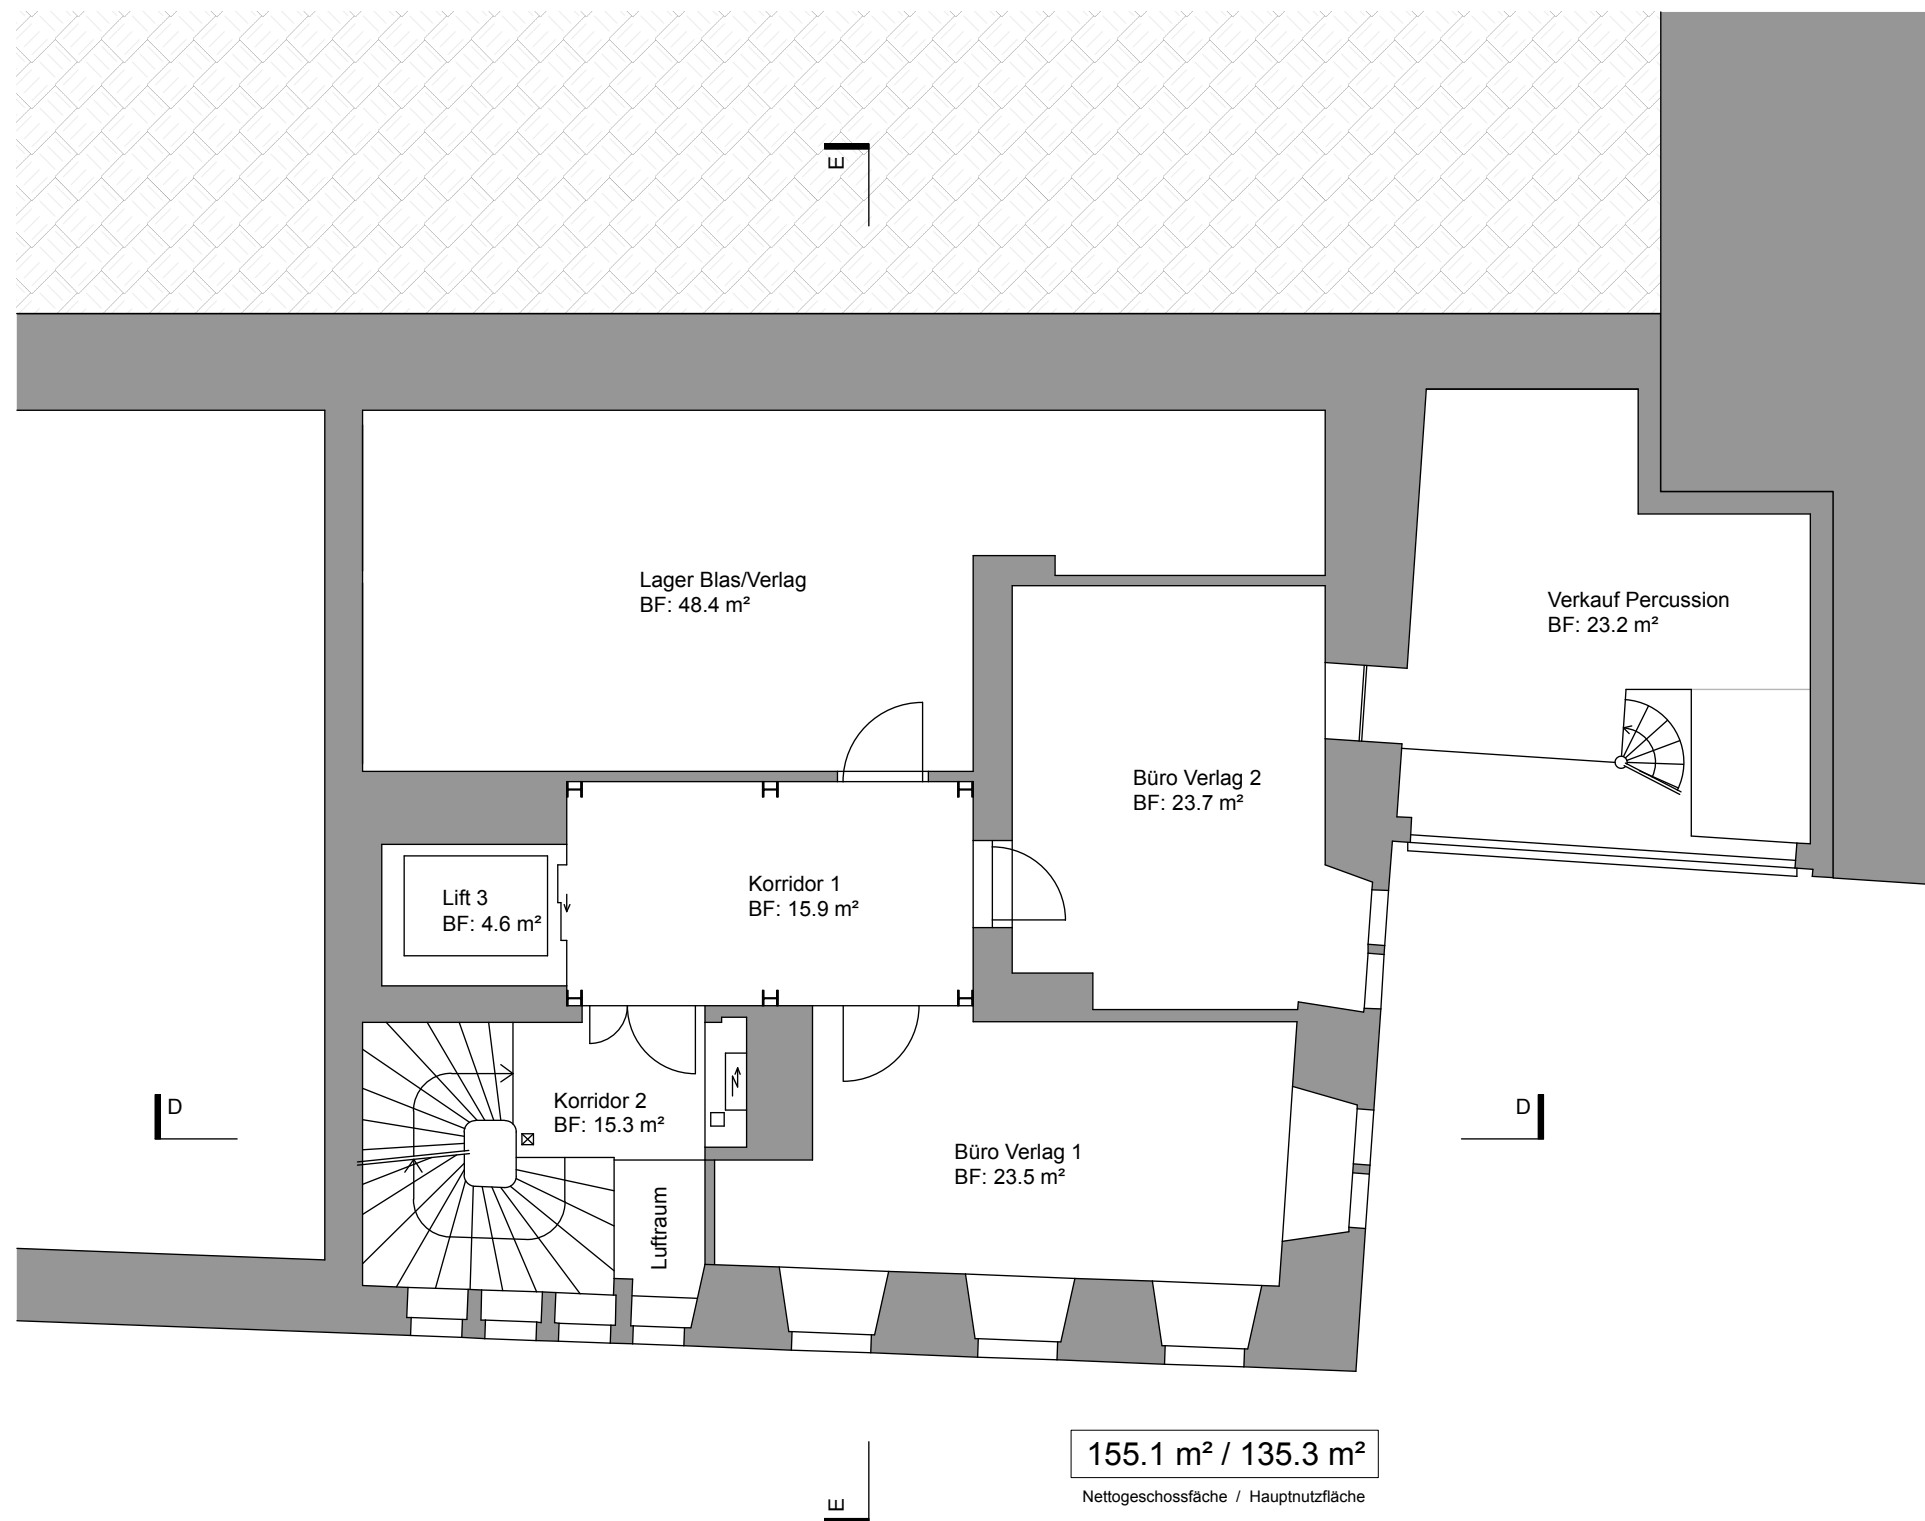 E
Lager Blas/Verlag
BF: 48.4 m²
Verkauf Percussion
BF: 23.2 m²
Büro Verlag 2
BF: 23.7 m²
Lift 3
BF: 4.6 m²
Korridor 1
BF: 15.9 m²
D
Korridor 2
BF: 15.3 m²
D
Büro Verlag 1
BF: 23.5 m²
Luftraum
155.1 m² / 135.3 m²
Nettogeschossfäche / Hauptnutzfläche
E